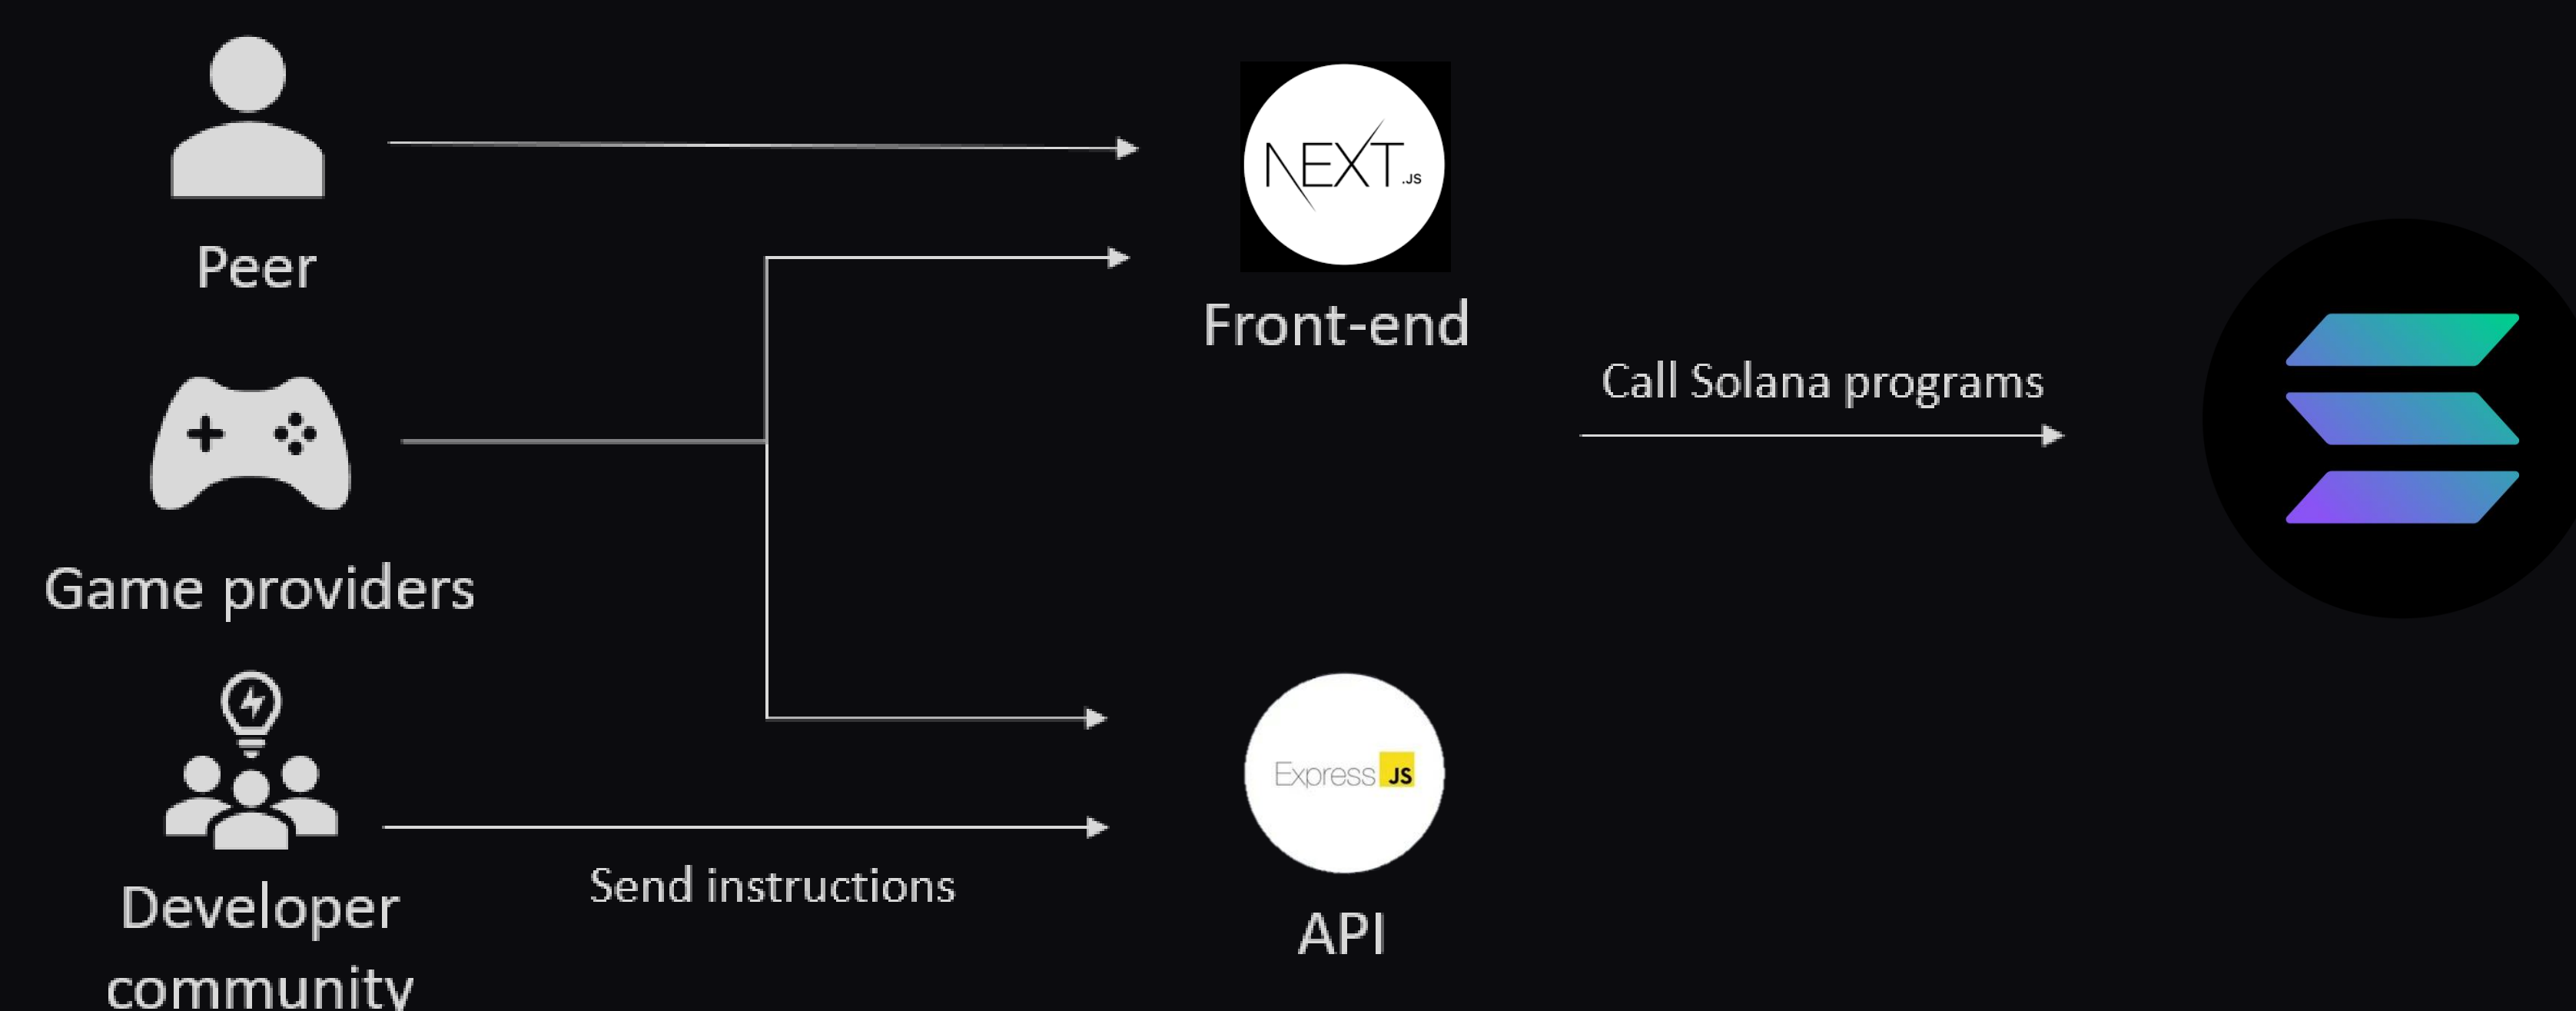 NEXT.JS
Peer
Front-end
Call Solana programs
Game providers
Express JS
Send instructions
Developer
community
API